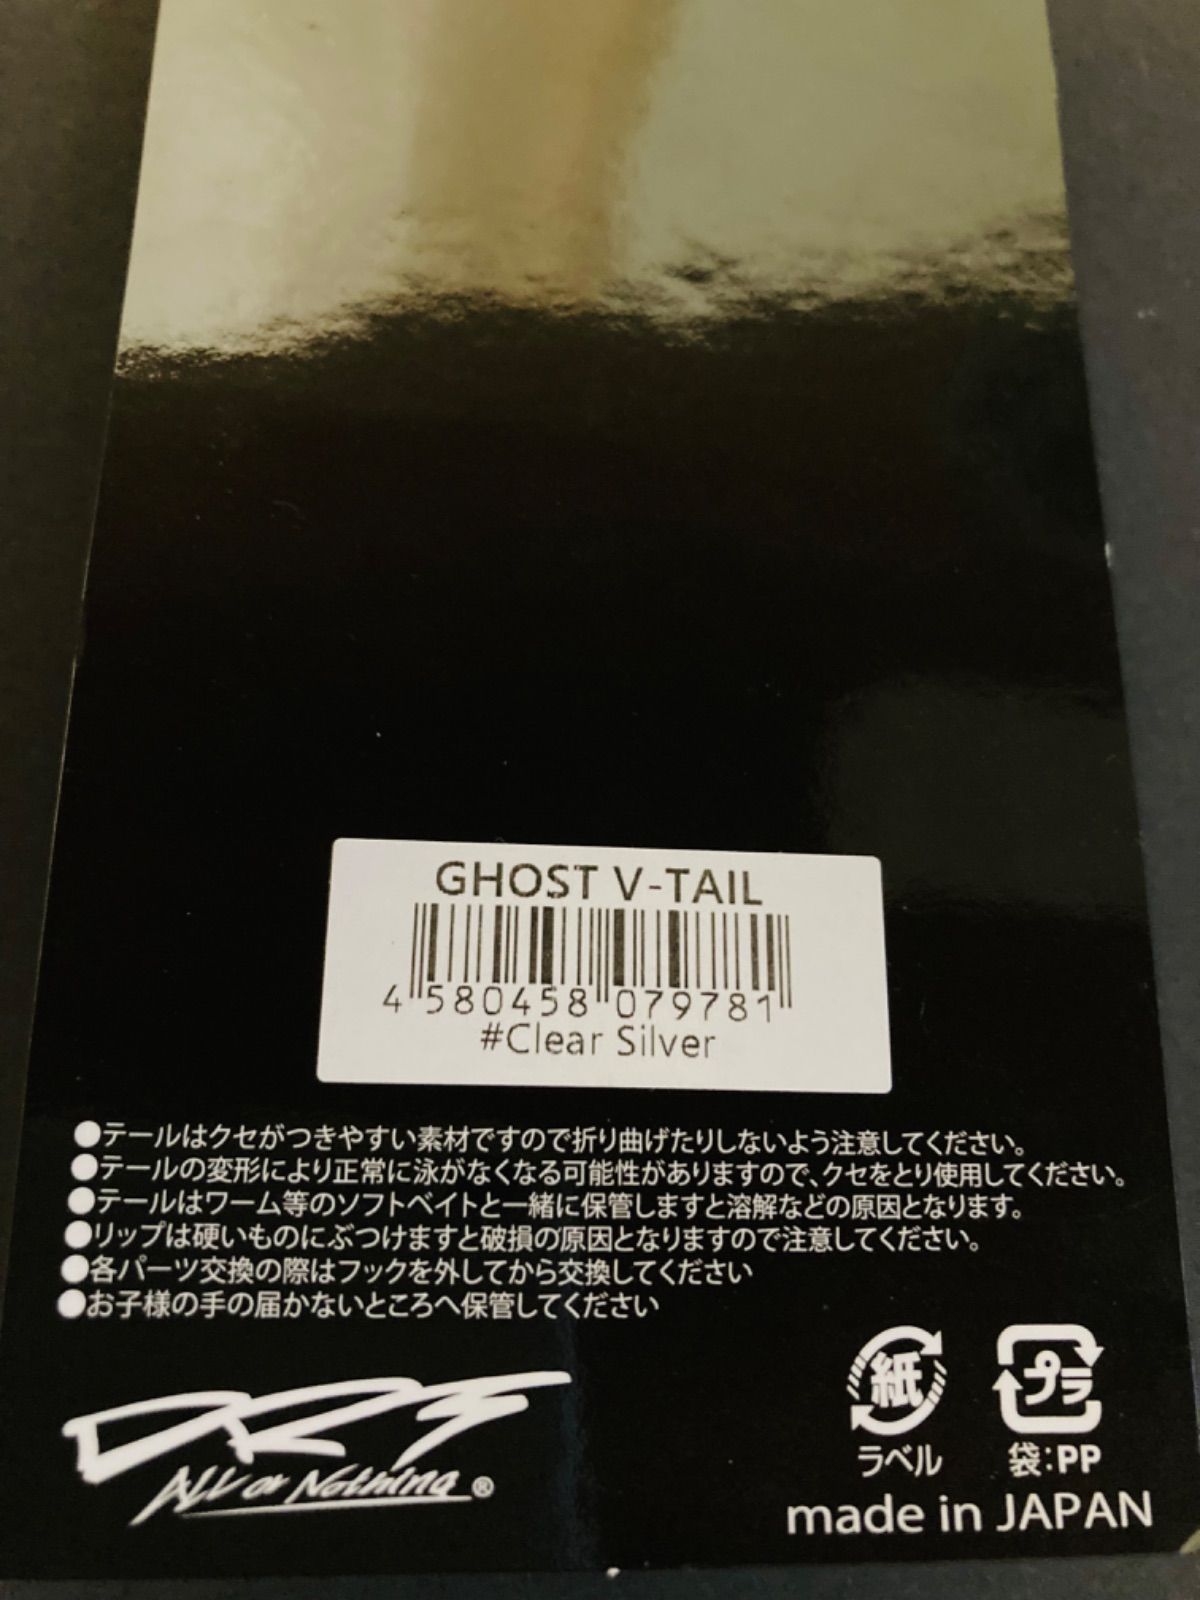 GHOST V-TAIL
4 580458 079781
#Clear Silver
●テールはクセがつきやすい素材ですので折り曲げたりしないよう注意してください。
●テールの変形により正常に泳がなくなる可能性がありますので、クセをとり使用してください。
●テールはワーム等のソフトベイトと一緒に保管しますと溶解などの原因となります。
●リップは硬いものにぶつけますと破損の原因となりますので注意してください。
●各パーツ交換の際はフックを外してから交換してください
●お子様の手の届かないところへ保管してください
DRT
All or Nothing®
紙
プラ
ラベル
袋:PP
made in JAPAN